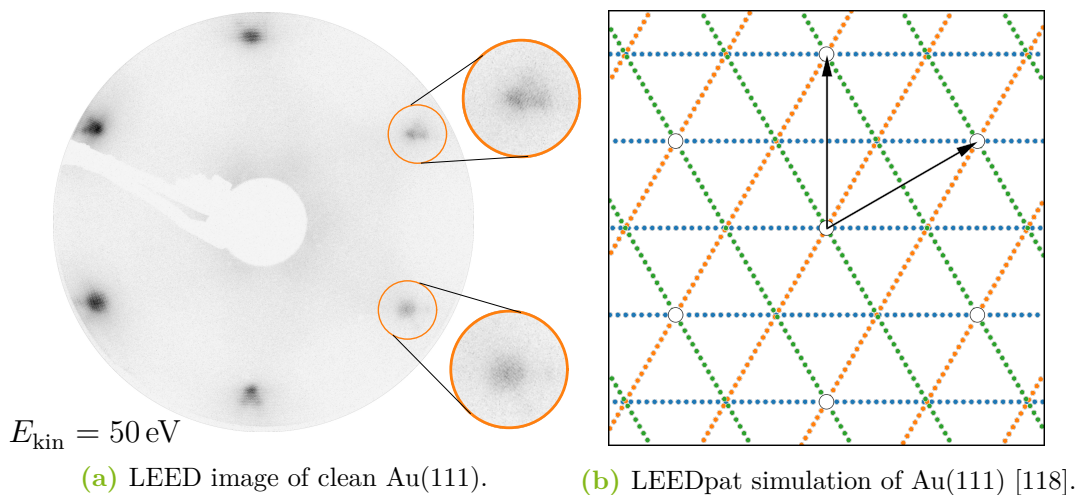 E_kin = 50 eV
(a) LEED image of clean Au(111).
(b) LEEDpat simulation of Au(111) [118].